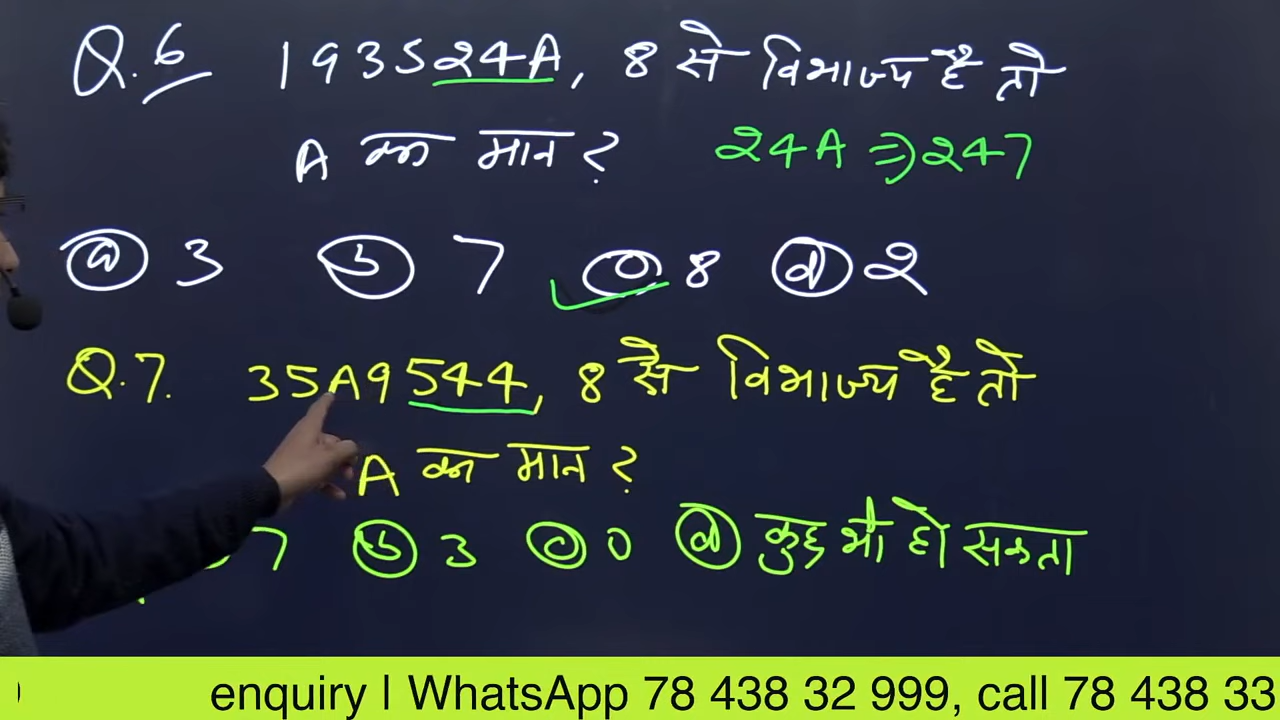 Q.6 193524A, 8 से विभाज्य है तो
A का मान ? 24A ⇒ 247
(a) 3 (b) 7 (c) 8 (d) 2
Q.7. 35A9544, 8 से विभाज्य है तो
A का मान ?
7 (b) 3 (c) 0 (d) कुछ भी हो सकता
enquiry | WhatsApp 78 438 32 999, call 78 438 33